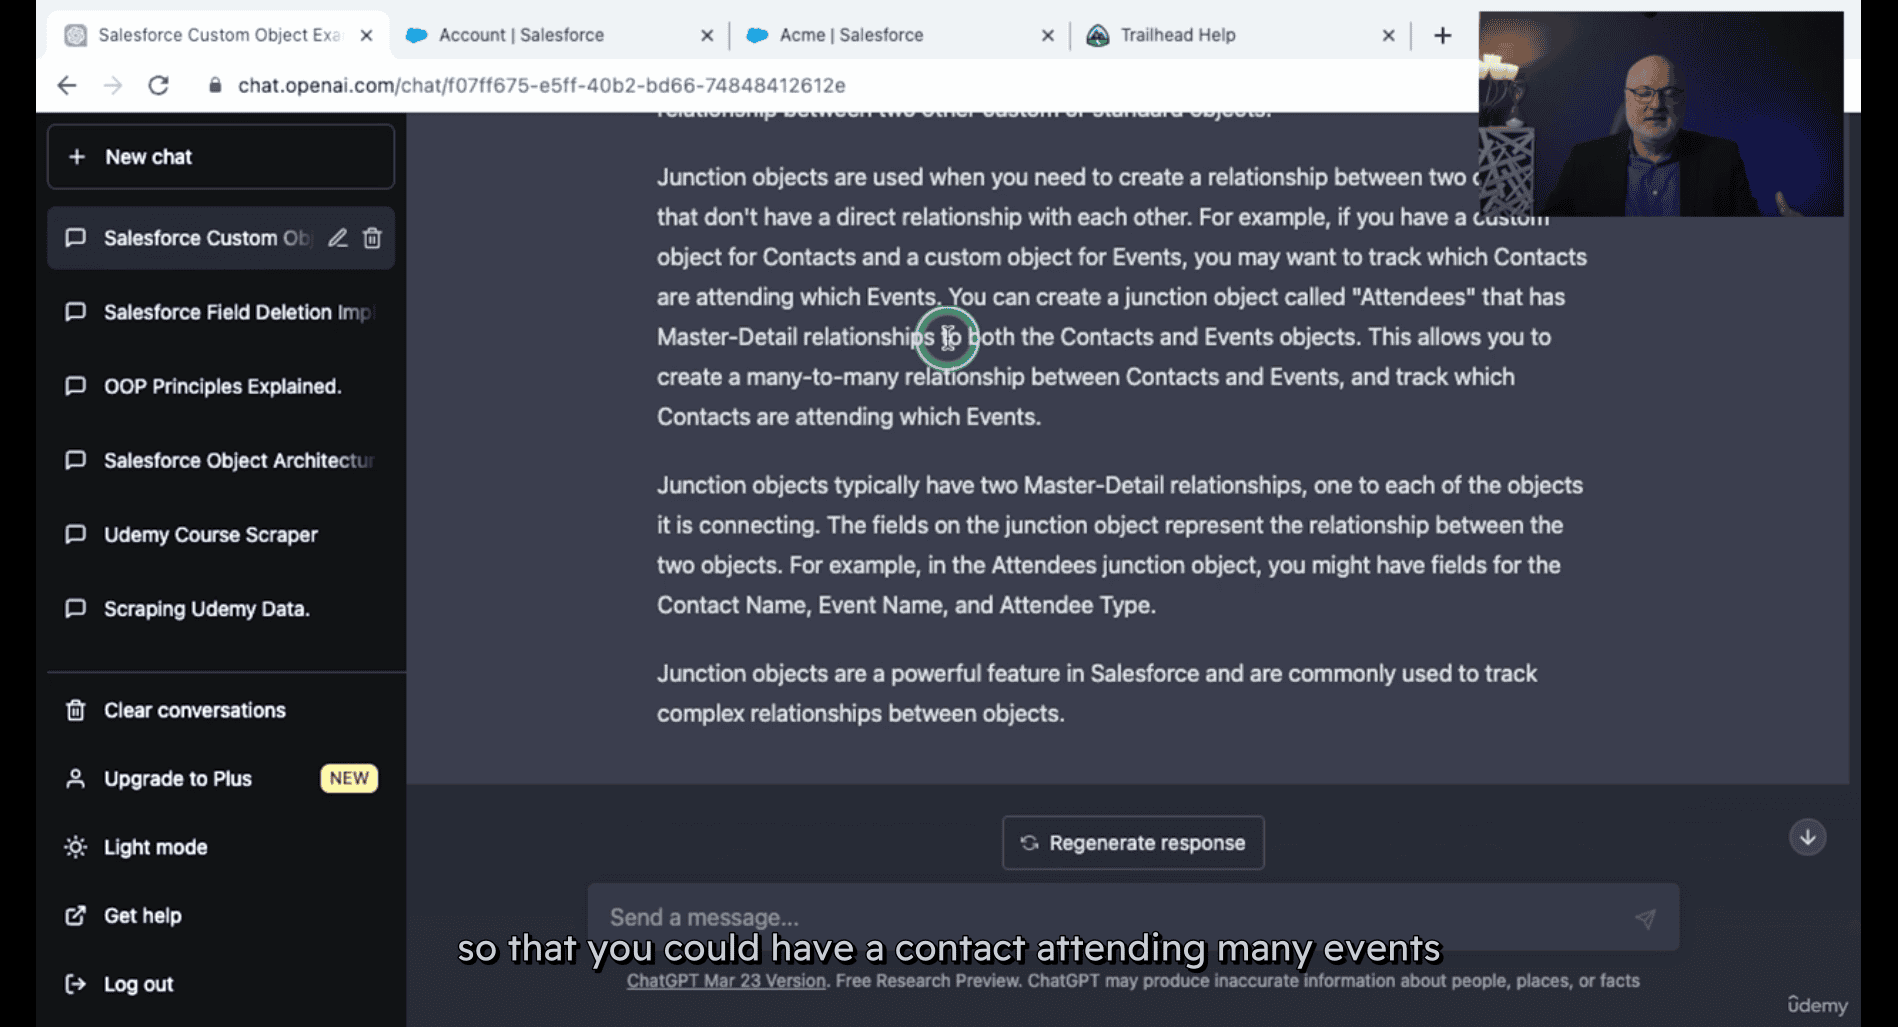 Salesforce Custom Object Exa
Account | Salesforce
Acme | Salesforce
Trailhead Help
chat.openai.com/chat/f07ff675-e5ff-40b2-bd66-74848412612e
New chat
Salesforce Custom Obj
Salesforce Field Deletion Imp
OOP Principles Explained.
Salesforce Object Architectur
Udemy Course Scraper
Scraping Udemy Data.
Clear conversations
Upgrade to Plus NEW
Light mode
Get help
Log out
relationship between two other custom or standard objects.
Junction objects are used when you need to create a relationship between two
that don't have a direct relationship with each other. For example, if you have a custom
object for Contacts and a custom object for Events, you may want to track which Contacts
are attending which Events. You can create a junction object called "Attendees" that has
Master-Detail relationships to both the Contacts and Events objects. This allows you to
create a many-to-many relationship between Contacts and Events, and track which
Contacts are attending which Events.
Junction objects typically have two Master-Detail relationships, one to each of the objects
it is connecting. The fields on the junction object represent the relationship between the
two objects. For example, in the Attendees junction object, you might have fields for the
Contact Name, Event Name, and Attendee Type.
Junction objects are a powerful feature in Salesforce and are commonly used to track
complex relationships between objects.
Regenerate response
Send a message...
so that you could have a contact attending many events
ChatGPT Mar 23 Version. Free Research Preview. ChatGPT may produce inaccurate information about people, places, or facts
ûdemy